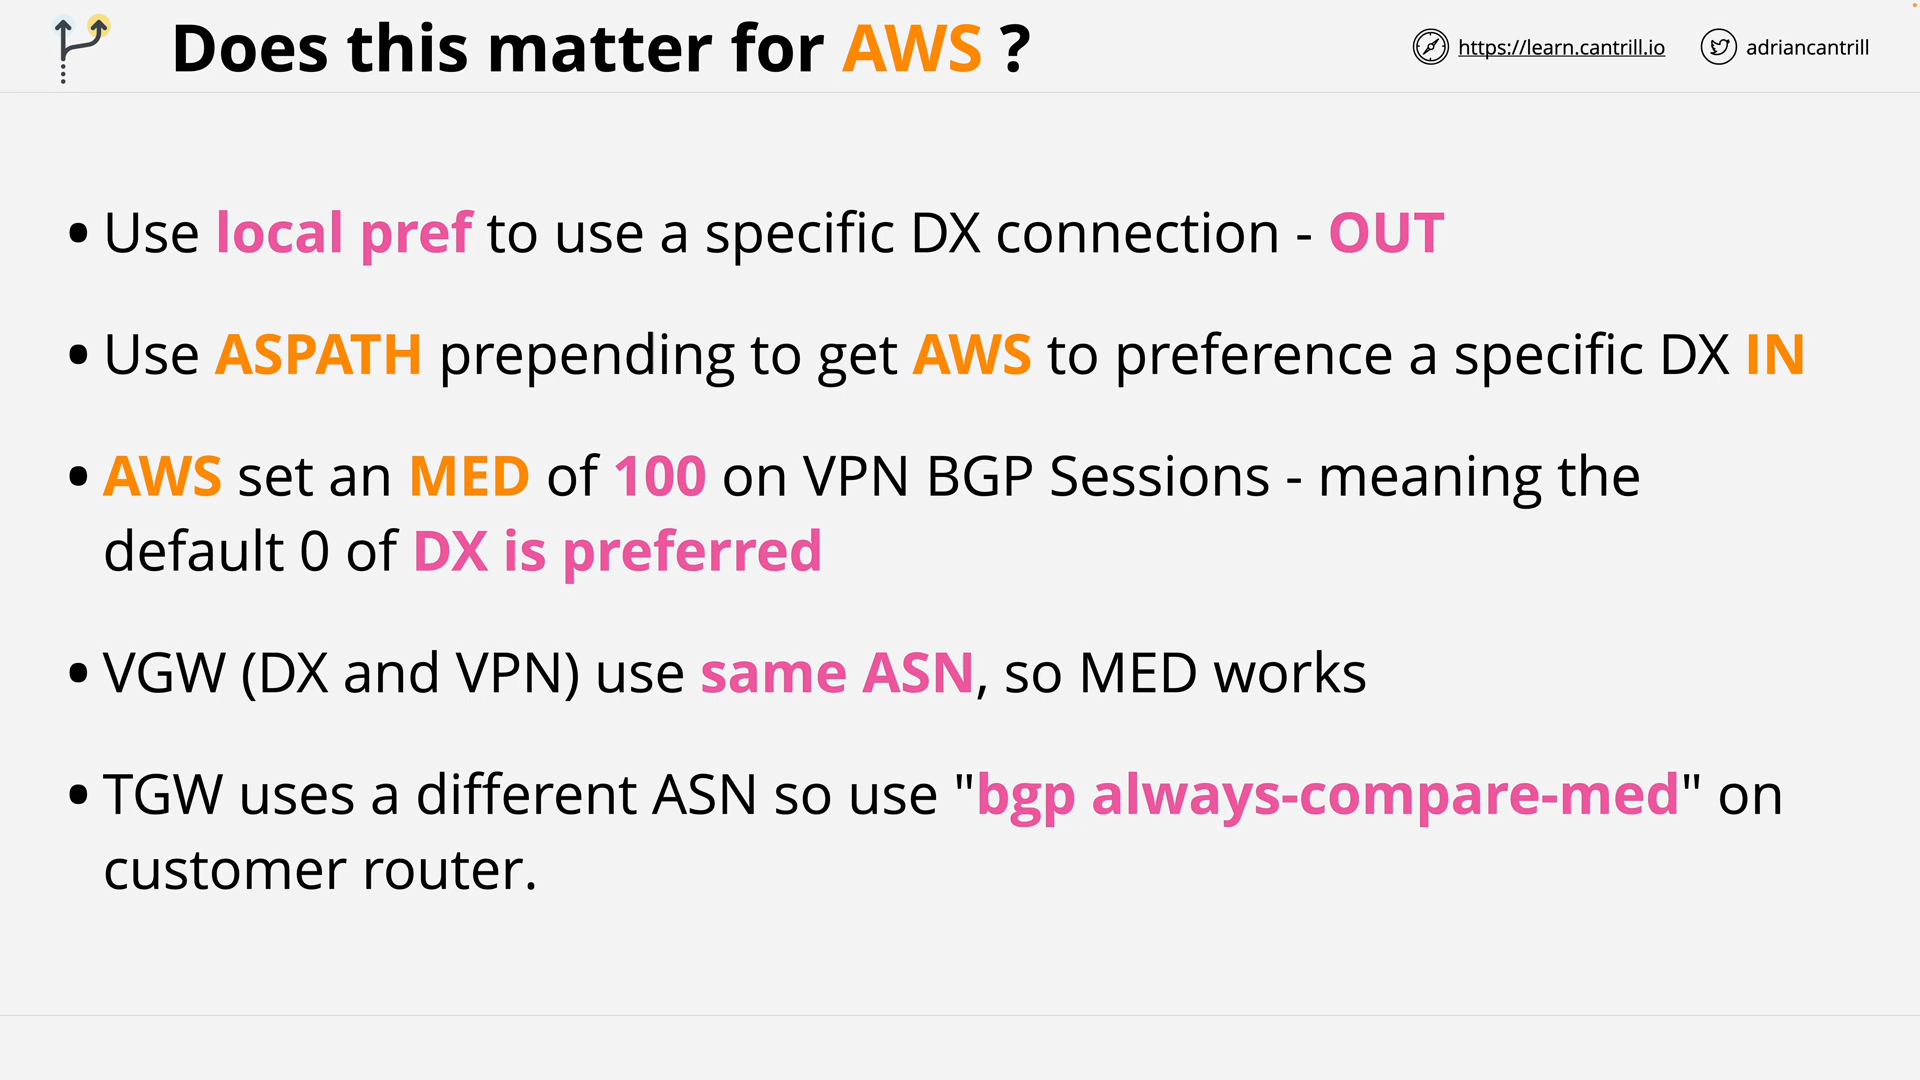 Does this matter for AWS ?
https://learn.cantrill.io
adriancantrill
• Use local pref to use a specific DX connection - OUT
• Use ASPATH prepending to get AWS to preference a specific DX IN
• AWS set an MED of 100 on VPN BGP Sessions - meaning the
default 0 of DX is preferred
• VGW (DX and VPN) use same ASN, so MED works
• TGW uses a different ASN so use "bgp always-compare-med" on
customer router.